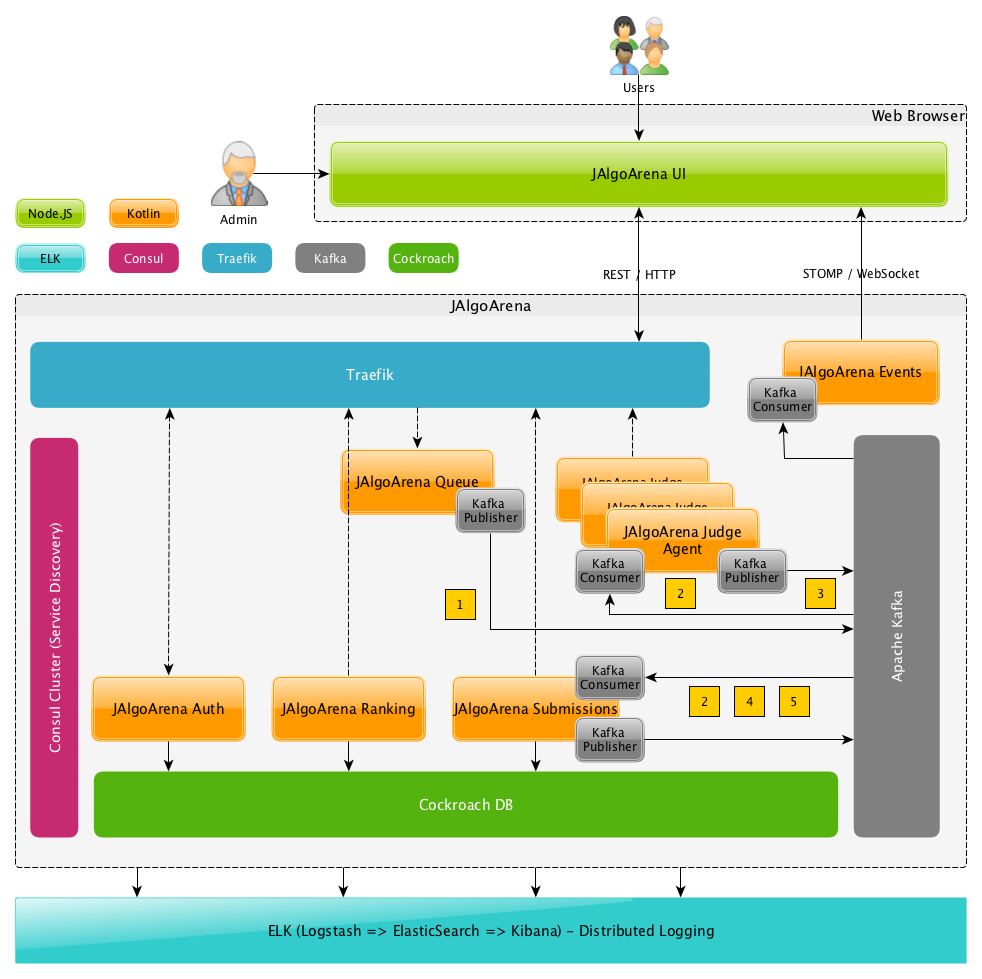 Users
Web Browser
JAlgoArena UI
Admin
Node.JS
Kotlin
ELK
Consul
Traefik
Kafka
Cockroach
REST / HTTP
STOMP / WebSocket
JAlgoArena
Traefik
JAlgoArena Events
Kafka
Consumer
JAlgoArena Queue
Kafka
Publisher
JAlgoArena Judge
JAlgoArena Judge
JAlgoArena Judge
Agent
Kafka
Consumer
Kafka
Publisher
1
2
3
Consul Cluster (Service Discovery)
Apache Kafka
JAlgoArena Auth
JAlgoArena Ranking
JAlgoArena Submissions
Kafka
Consumer
Kafka
Publisher
2
4
5
Cockroach DB
ELK (Logstash => ElasticSearch => Kibana) - Distributed Logging